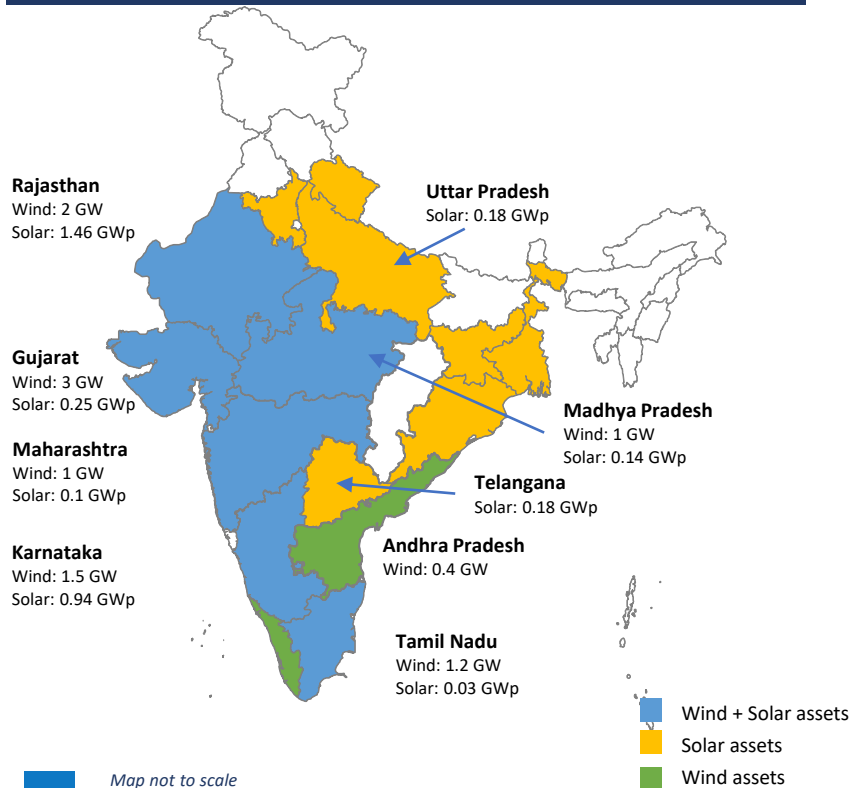 Rajasthan
Wind: 2 GW
Solar: 1.46 GWp
Uttar Pradesh
Solar: 0.18 GWp
Gujarat
Wind: 3 GW
Solar: 0.25 GWp
Madhya Pradesh
Wind: 1 GW
Solar: 0.14 GWp
Maharashtra
Wind: 1 GW
Solar: 0.1 GWp
Telangana
Solar: 0.18 GWp
Karnataka
Wind: 1.5 GW
Solar: 0.94 GWp
Andhra Pradesh
Wind: 0.4 GW
Tamil Nadu
Wind: 1.2 GW
Solar: 0.03 GWp
Wind + Solar assets
Solar assets
Wind assets
Map not to scale